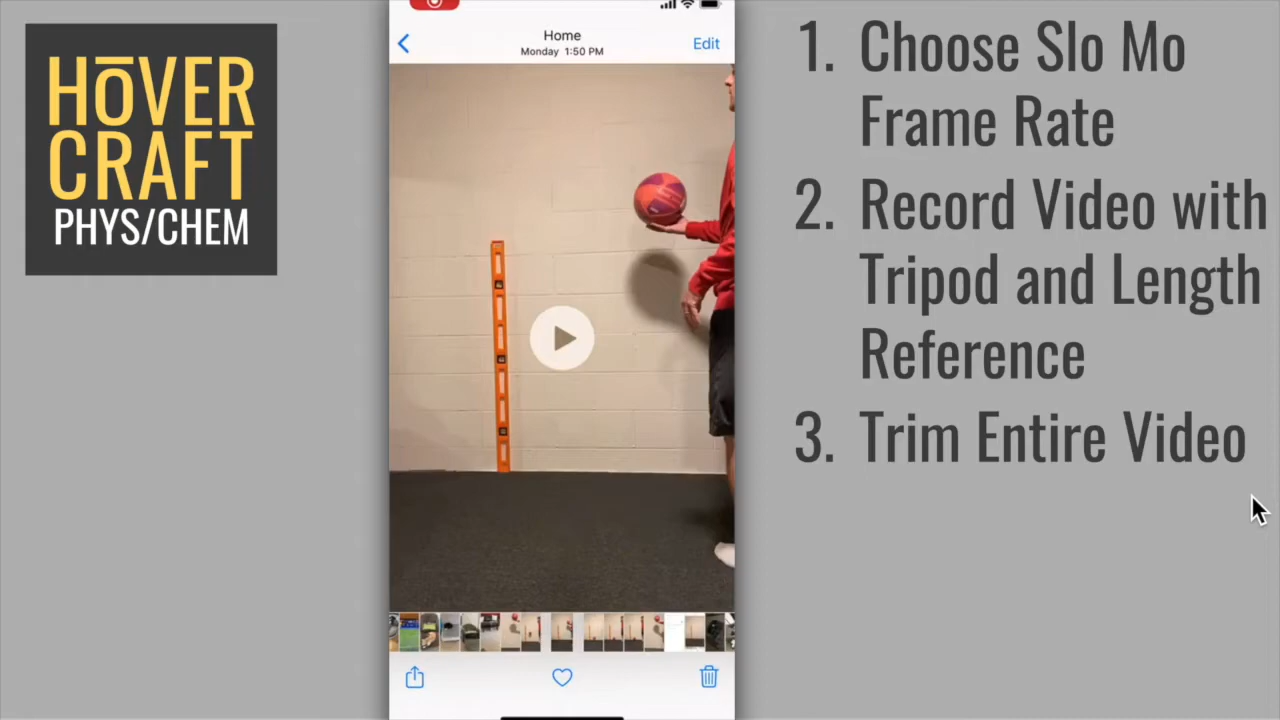 HŌVER
CRAFT
PHYS/CHEM
Home
Monday 1:50 PM
Edit
1. Choose Slo Mo
Frame Rate
2. Record Video with
Tripod and Length
Reference
3. Trim Entire Video